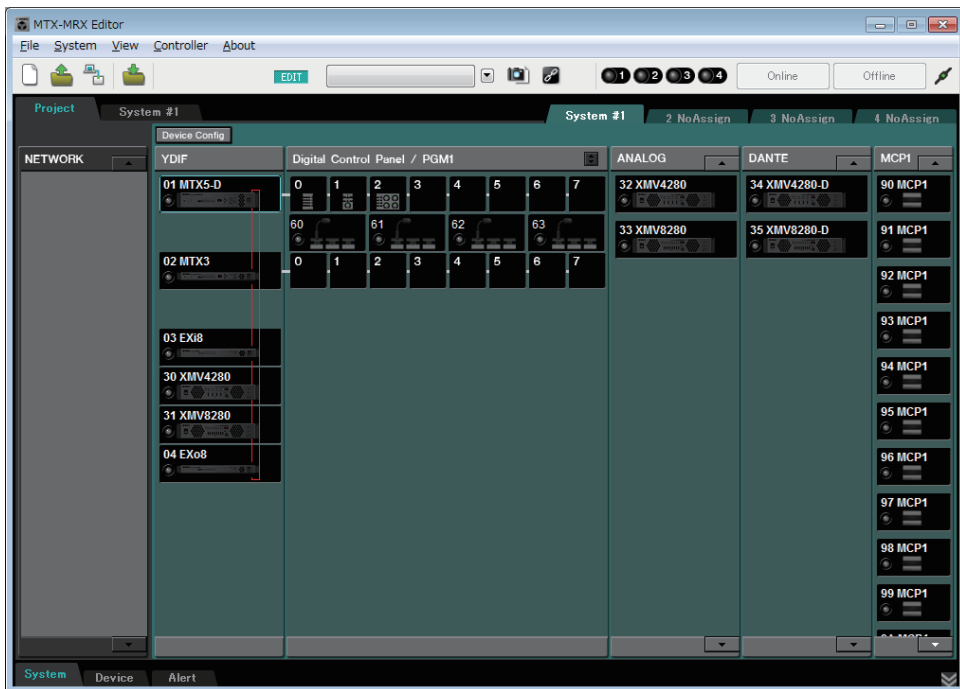 MTX-MRX Editor
File System View Controller About
EDIT 1 2 3 4 Online Offline
Project System #1 System #1 2 NoAssign 3 NoAssign 4 NoAssign
Device Config
NETWORK YDIF Digital Control Panel / PGM1 ANALOG DANTE MCP1
01 MTX5-D 0 1 2 3 4 5 6 7 32 XMV4280 34 XMV4280-D 90 MCP1
60 61 62 63 33 XMV8280 35 XMV8280-D 91 MCP1
02 MTX3 0 1 2 3 4 5 6 7
92 MCP1
93 MCP1
03 EXi8
94 MCP1
30 XMV4280
95 MCP1
31 XMV8280
04 EXo8 96 MCP1
97 MCP1
98 MCP1
99 MCP1
System Device Alert